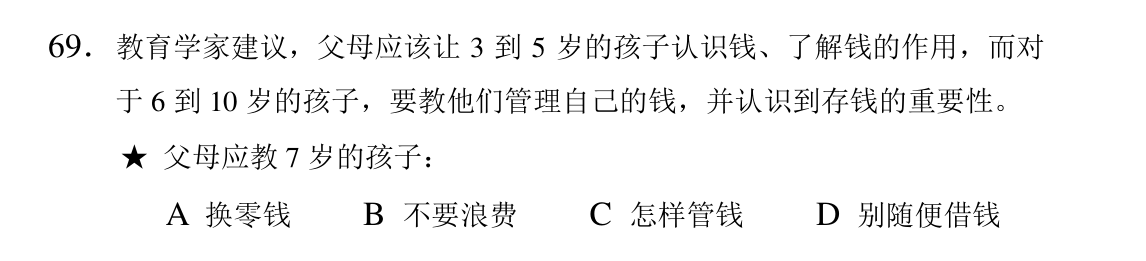 69．教育学家建议，父母应该让 3 到 5 岁的孩子认识钱、了解钱的作用，而对
于 6 到 10 岁的孩子，要教他们管理自己的钱，并认识到存钱的重要性。
★ 父母应教 7 岁的孩子：
A 换零钱 B 不要浪费 C 怎样管钱 D 别随便借钱